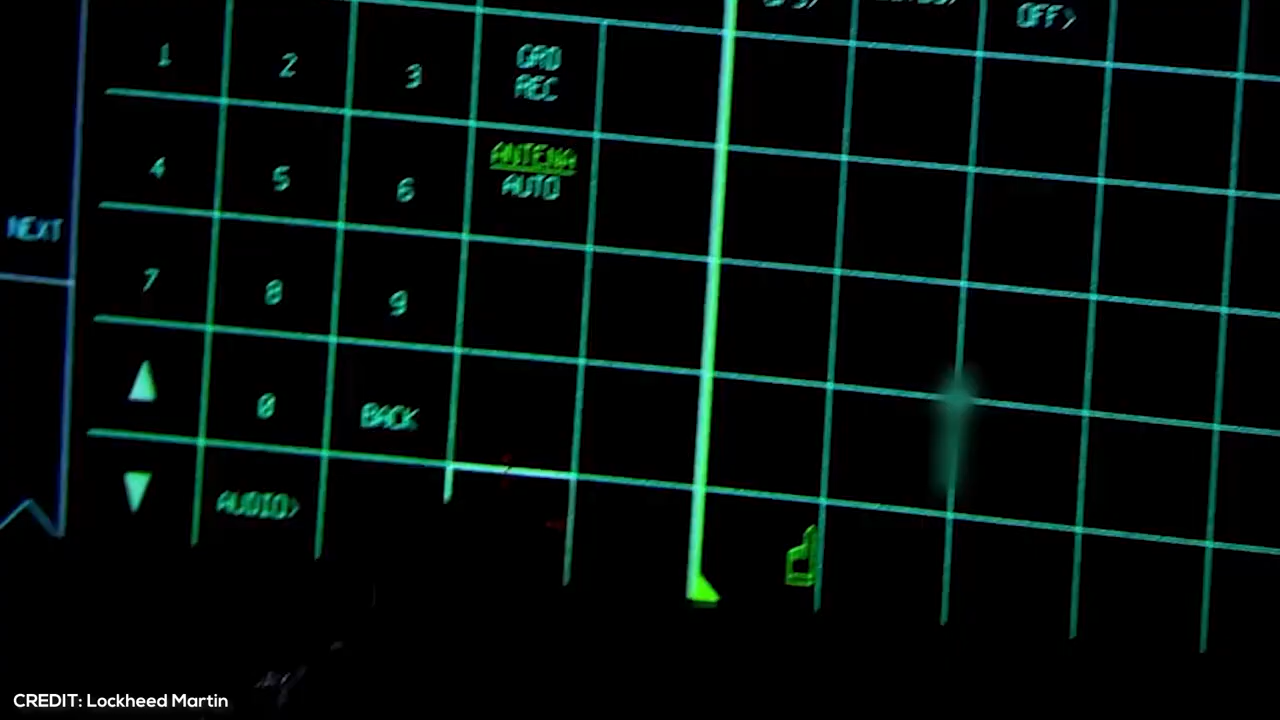 OFF>
1 2 3 GRD
REC
4 5 6 ANTENA
AUTO
NEXT
7 8 9
0 BACK
AUDIO>
CREDIT: Lockheed Martin